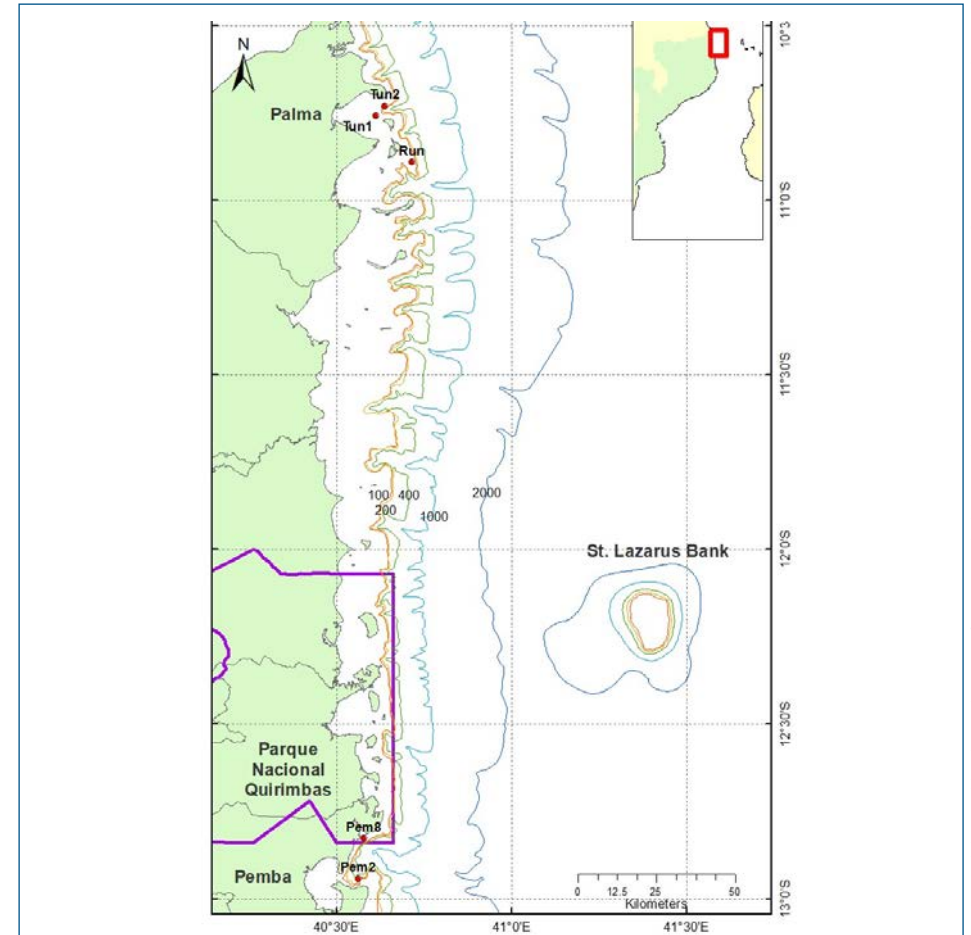 N
10°3
Tun2
Palma
Tun1
Run
11°0'S
11°30'S
100 400
2000
200
1000
St. Lazarus Bank
12°0'S
12°30'S
Parque
Nacional
Quirimbas
Pem8
Pem2
Pemba
0 12.5 25 50
Kilometers
13°0'S
40°30'E
41°0'E
41°30'E